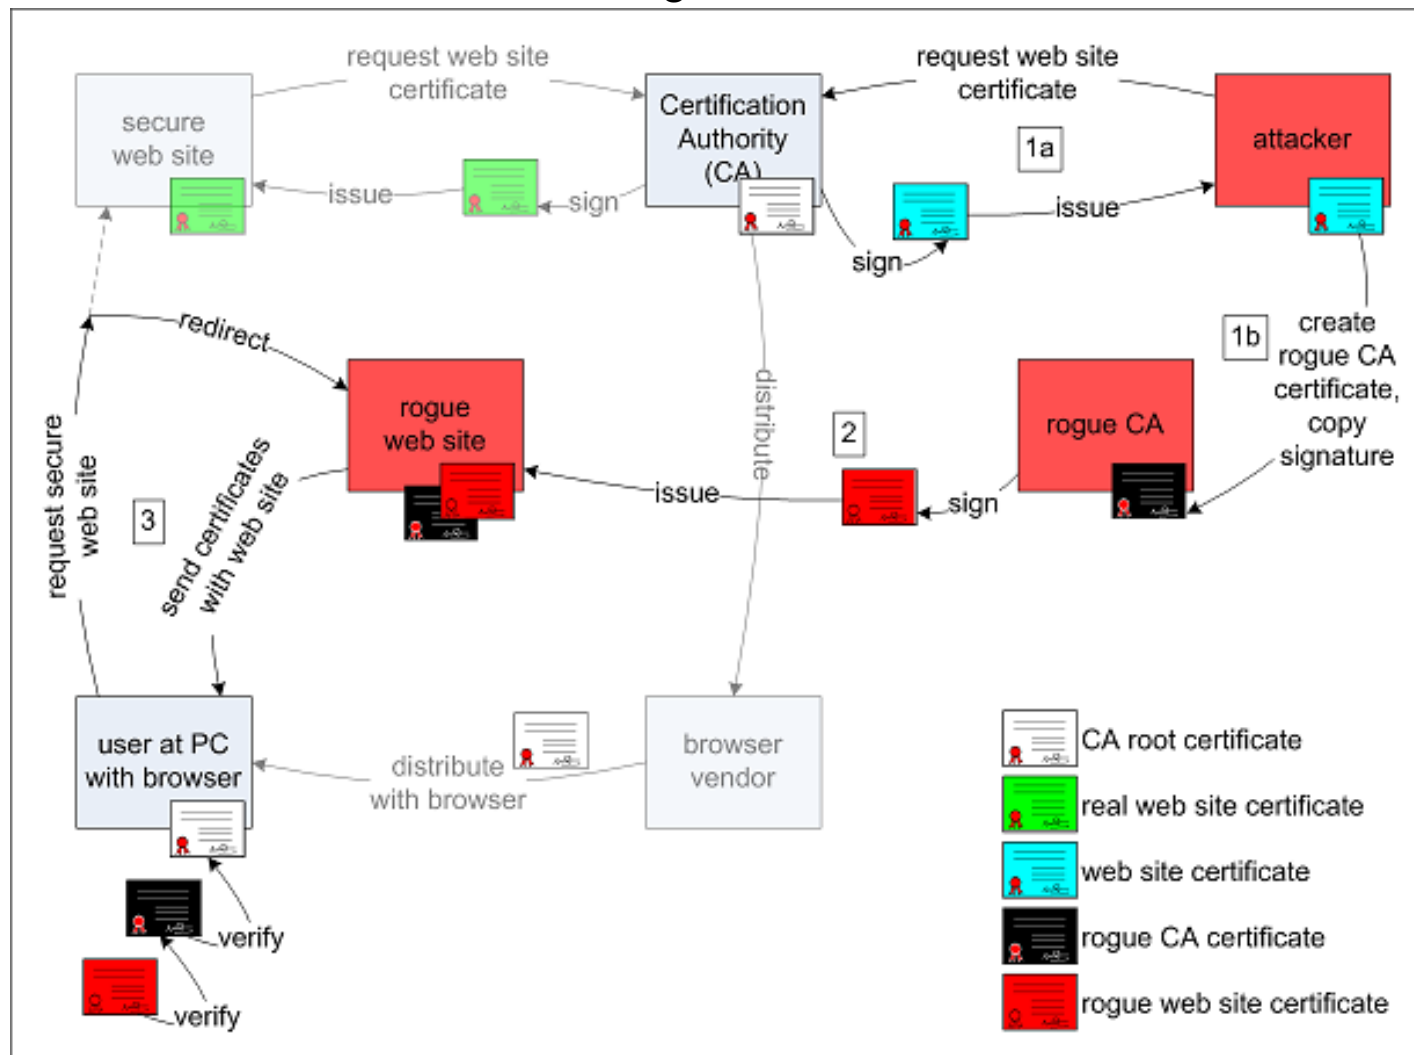 request web site
certificate
secure
web site
issue
sign
Certification
Authority
(CA)
request web site
certificate
1a
attacker
issue
sign
redirect
1b
create
rogue CA
certificate,
copy
signature
rogue
web site
distribute
2
rogue CA
issue
sign
request secure
web site
3
send certificates
with web site
user at PC
with browser
distribute
with browser
browser
vendor
verify
verify
CA root certificate
real web site certificate
web site certificate
rogue CA certificate
rogue web site certificate